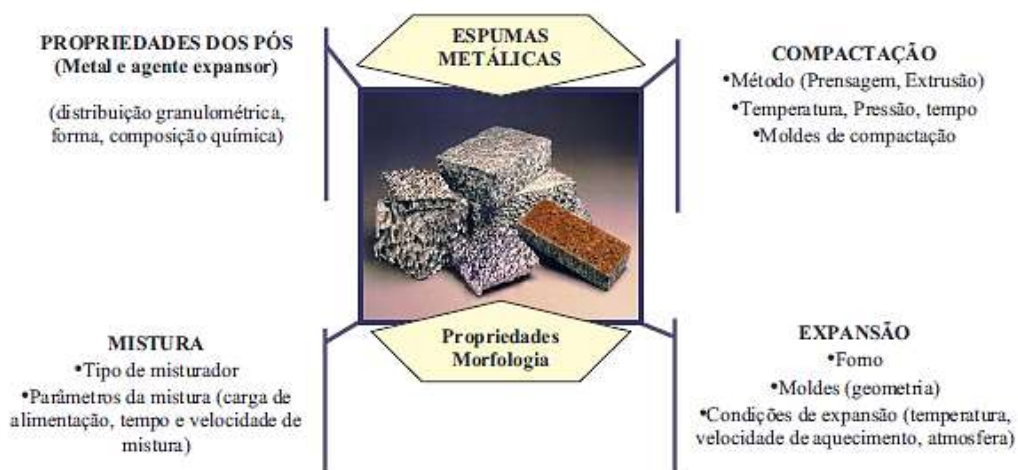 PROPRIEDADES DOS PÓS
(Metal e agente expansor)
(distribuição granulométrica,
forma, composição química)
ESPUMAS
METÁLICAS
COMPACTAÇÃO
•Método (Prensagem, Extrusão)
•Temperatura, Pressão, tempo
•Moldes de compactação
MISTURA
•Tipo de misturador
•Parâmetros da mistura (carga de
alimentação, tempo e velocidade de
mistura)
Propriedades
Morfologia
EXPANSÃO
•Forno
•Moldes (geometria)
•Condições de expansão (temperatura,
velocidade de aquecimento, atmosfera)